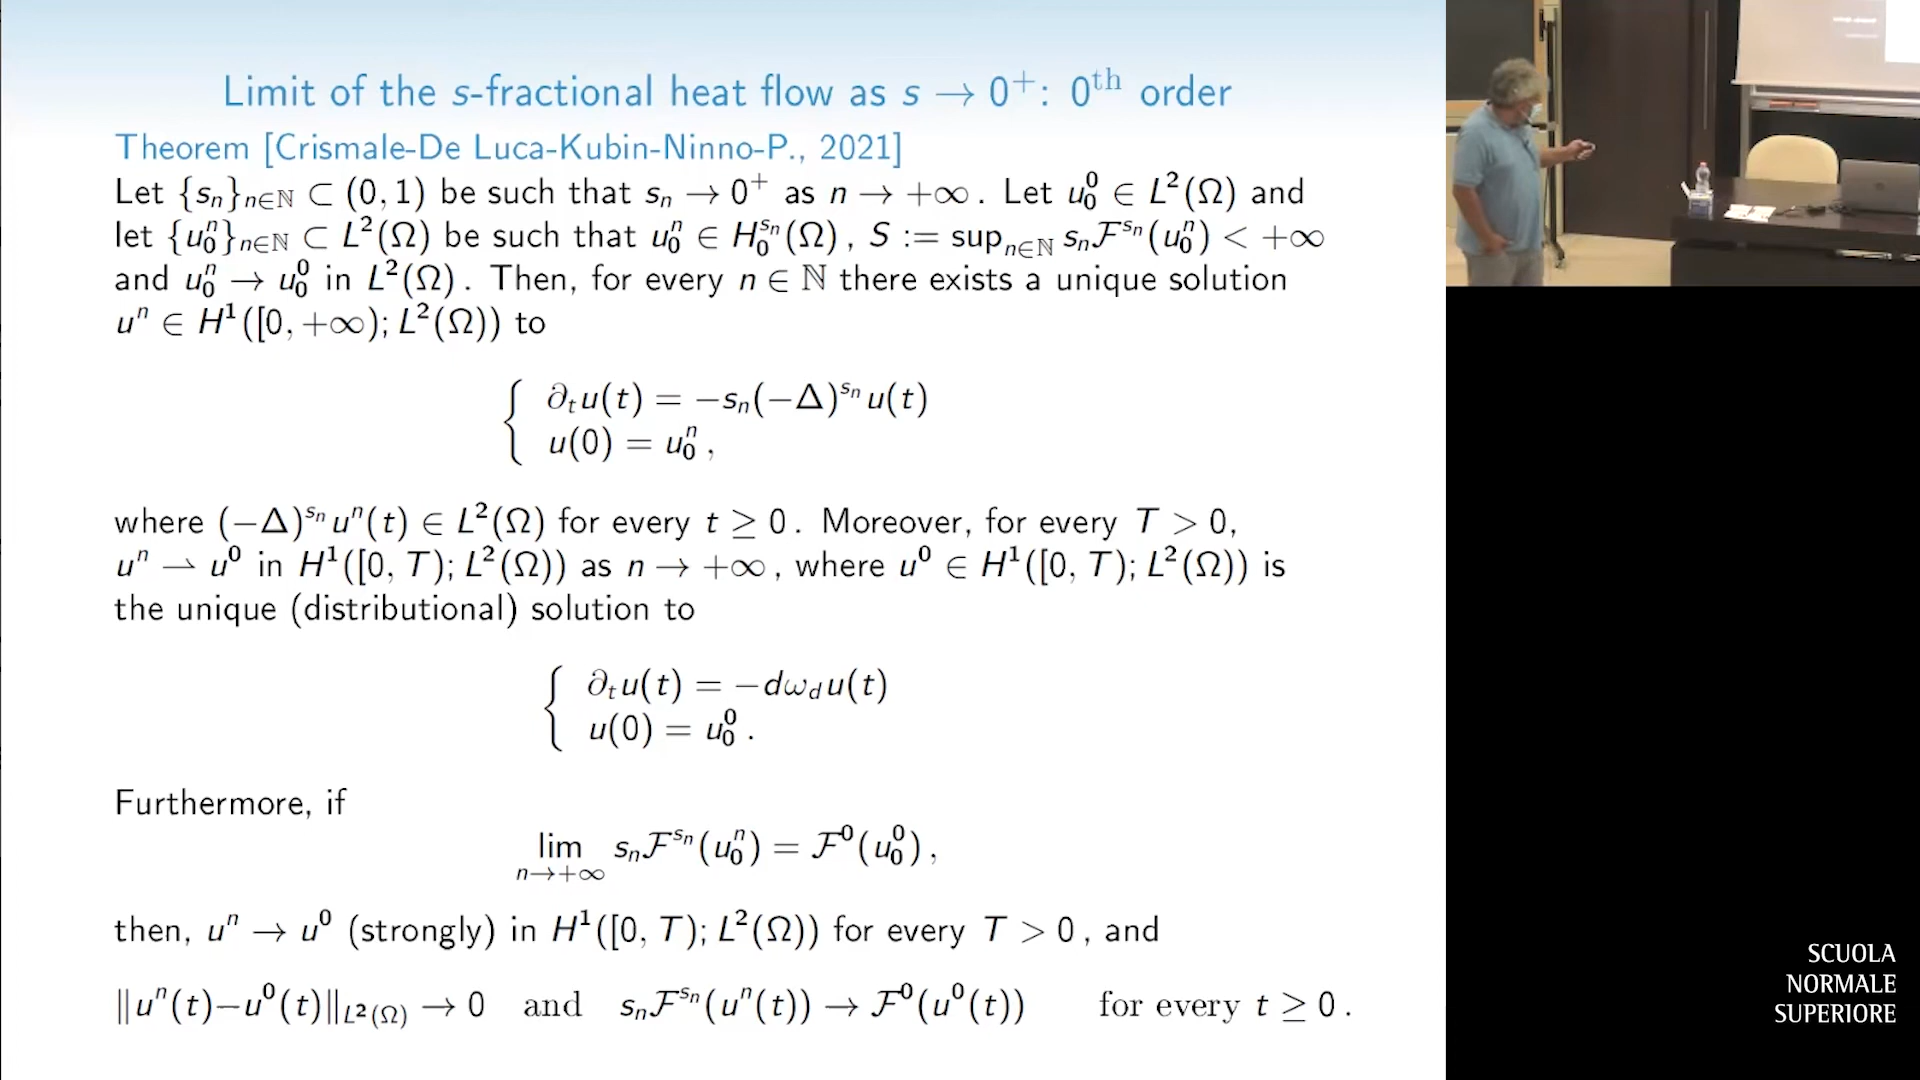 Limit of the s-fractional heat flow as s → 0⁺: 0ᵗʰ order
Theorem [Crismale-De Luca-Kubin-Ninno-P., 2021]
Let {sₙ}ₙ∈ℕ ⊂ (0, 1) be such that sₙ → 0⁺ as n → +∞. Let u₀⁰ ∈ L²(Ω) and
let {u₀ⁿ}ₙ∈ℕ ⊂ L²(Ω) be such that u₀ⁿ ∈ H₀^{sₙ}(Ω), S := supₙ∈ℕ sₙℱ^{sₙ}(u₀ⁿ) < +∞
and u₀ⁿ → u₀⁰ in L²(Ω). Then, for every n ∈ ℕ there exists a unique solution
uⁿ ∈ H¹([0, +∞); L²(Ω)) to
∂ₜu(t) = −sₙ(−Δ)^{sₙ}u(t)
u(0) = u₀ⁿ,
where (−Δ)^{sₙ}uⁿ(t) ∈ L²(Ω) for every t ≥ 0. Moreover, for every T > 0,
uⁿ ⇀ u⁰ in H¹([0, T); L²(Ω)) as n → +∞, where u⁰ ∈ H¹([0, T); L²(Ω)) is
the unique (distributional) solution to
∂ₜu(t) = −dω_d u(t)
u(0) = u₀⁰.
Furthermore, if
lim_{n→+∞} sₙℱ^{sₙ}(u₀ⁿ) = ℱ⁰(u₀⁰),
then, uⁿ → u⁰ (strongly) in H¹([0, T); L²(Ω)) for every T > 0, and
‖uⁿ(t)−u⁰(t)‖_{L²(Ω)} → 0 and sₙℱ^{sₙ}(uⁿ(t)) → ℱ⁰(u⁰(t)) for every t ≥ 0.
SCUOLA
NORMALE
SUPERIORE